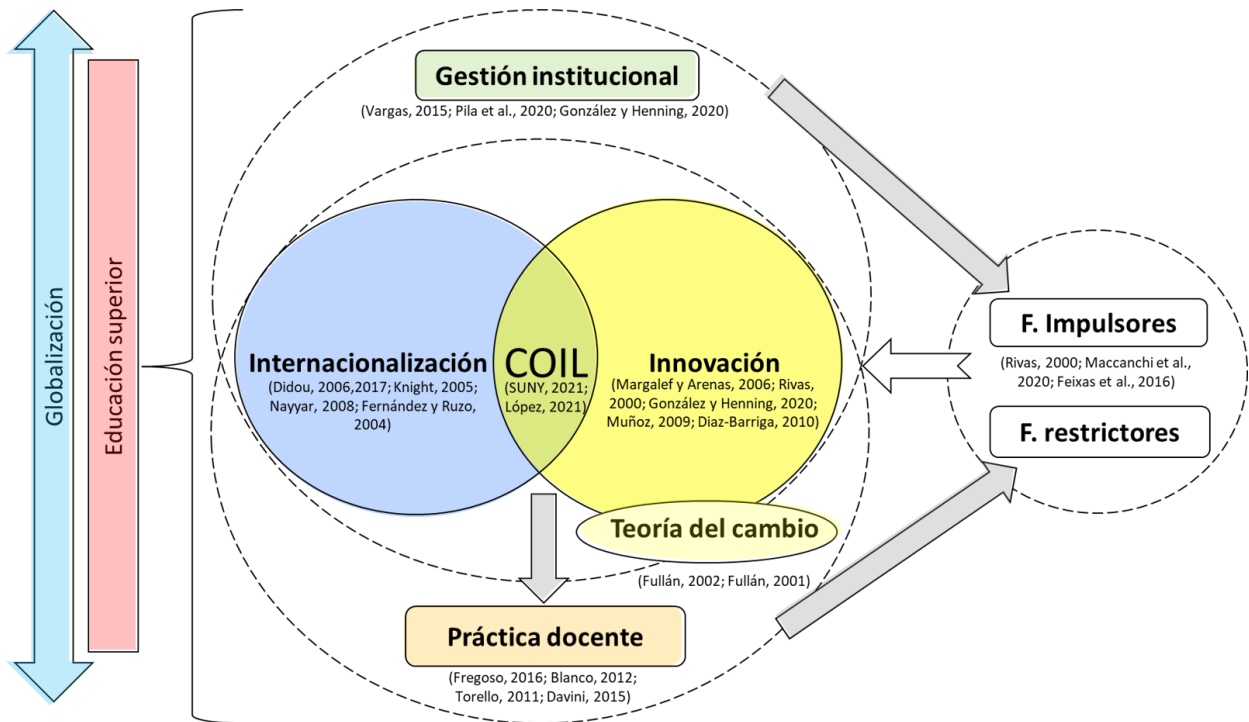 Globalización
Educación superior
Gestión institucional
(Vargas, 2015; Pila et al., 2020; González y Henning, 2020)
Internacionalización
(Didou, 2006,2017; Knight, 2005;
Nayyar, 2008; Fernández y Ruzo,
2004)
COIL
(SUNY, 2021;
López, 2021)
Innovación
(Margalef y Arenas, 2006; Rivas,
2000; González y Henning, 2020;
Muñoz, 2009; Diaz-Barriga, 2010)
Teoría del cambio
(Fullán, 2002; Fullán, 2001)
Práctica docente
(Fregoso, 2016; Blanco, 2012;
Torello, 2011; Davini, 2015)
F. Impulsores
(Rivas, 2000; Maccanchi et al.,
2020; Feixas et al., 2016)
F. restrictores